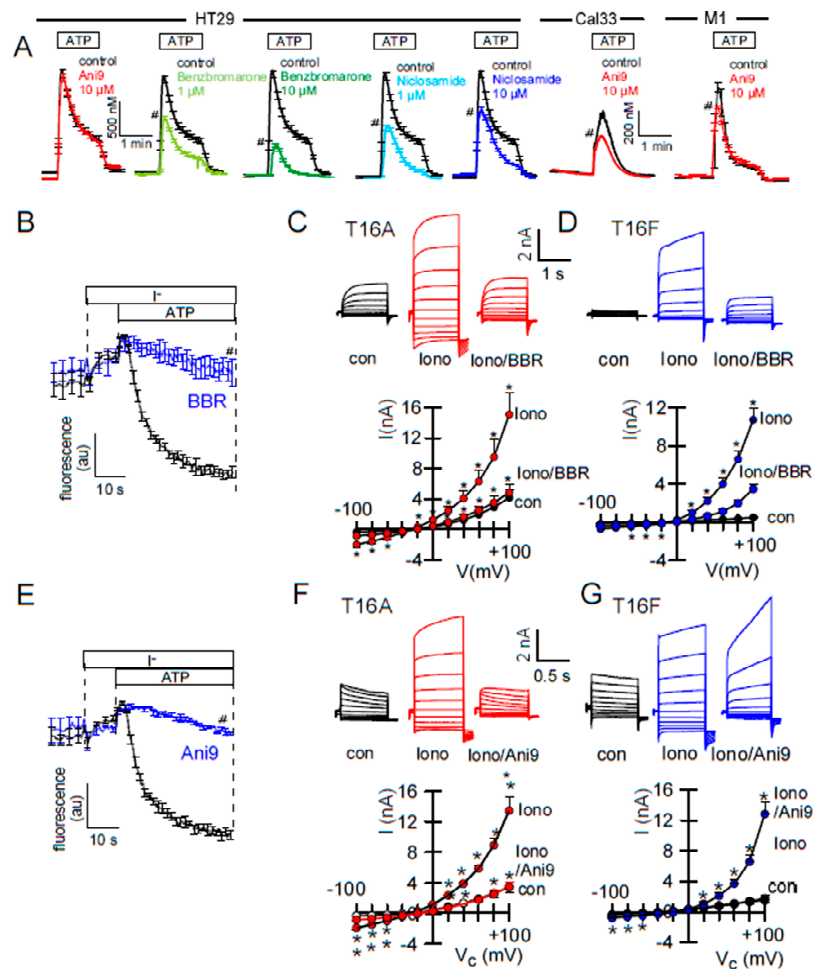 HT29 Cal33 M1
A ATP ATP ATP ATP ATP ATP ATP
control control control control control control control
Ani9 Benzbromarone Benzbromarone Niclosamide Niclosamide Ani9 Ani9
10 µM 1 µM 10 µM 1 µM 10 µM 10 µM 10 µM
500 nM 200 nM
1 min 1 min
# # # # # #
B
I-
ATP
#
BBR
fluorescence
(au)
10 s
C T16A
2 nA
1 s
con Iono Iono/BBR
I(nA)
16
12
8
4
-4
-100
+100
V(mV)
Iono
Iono/BBR
con
* * * * * * * * * *
D T16F
con Iono Iono/BBR
I(nA)
12
8
4
-4
-100
+100
V(mV)
Iono
Iono/BBR
con
* * * * * * * *
E
I-
ATP
#
Ani9
fluorescence
(au)
10 s
F T16A
2 nA
0.5 s
con Iono Iono/Ani9
I (nA)
16
12
8
4
-4
-100
+100
Vc (mV)
Iono
Iono
/Ani9
con
G T16F
con Iono Iono/Ani9
I (nA)
16
12
8
4
-4
-100
+100
Vc (mV)
Iono
/Ani9
Iono
con
* * * * * * * *